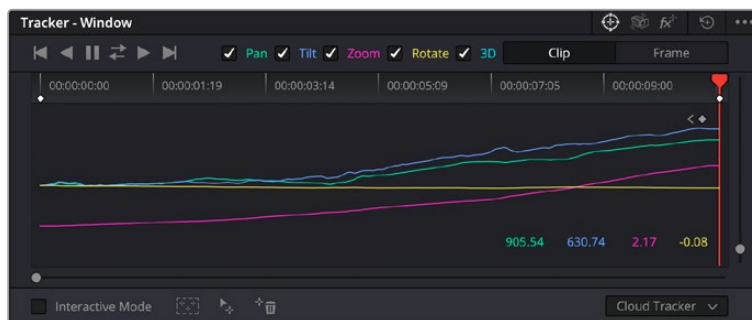 Tracker - Window
Pan Tilt Zoom Rotate 3D Clip Frame
00:00:00:00 00:00:01:19 00:00:03:14 00:00:05:09 00:00:07:05 00:00:09:00
905.54 630.74 2.17 -0.08
Interactive Mode Cloud Tracker